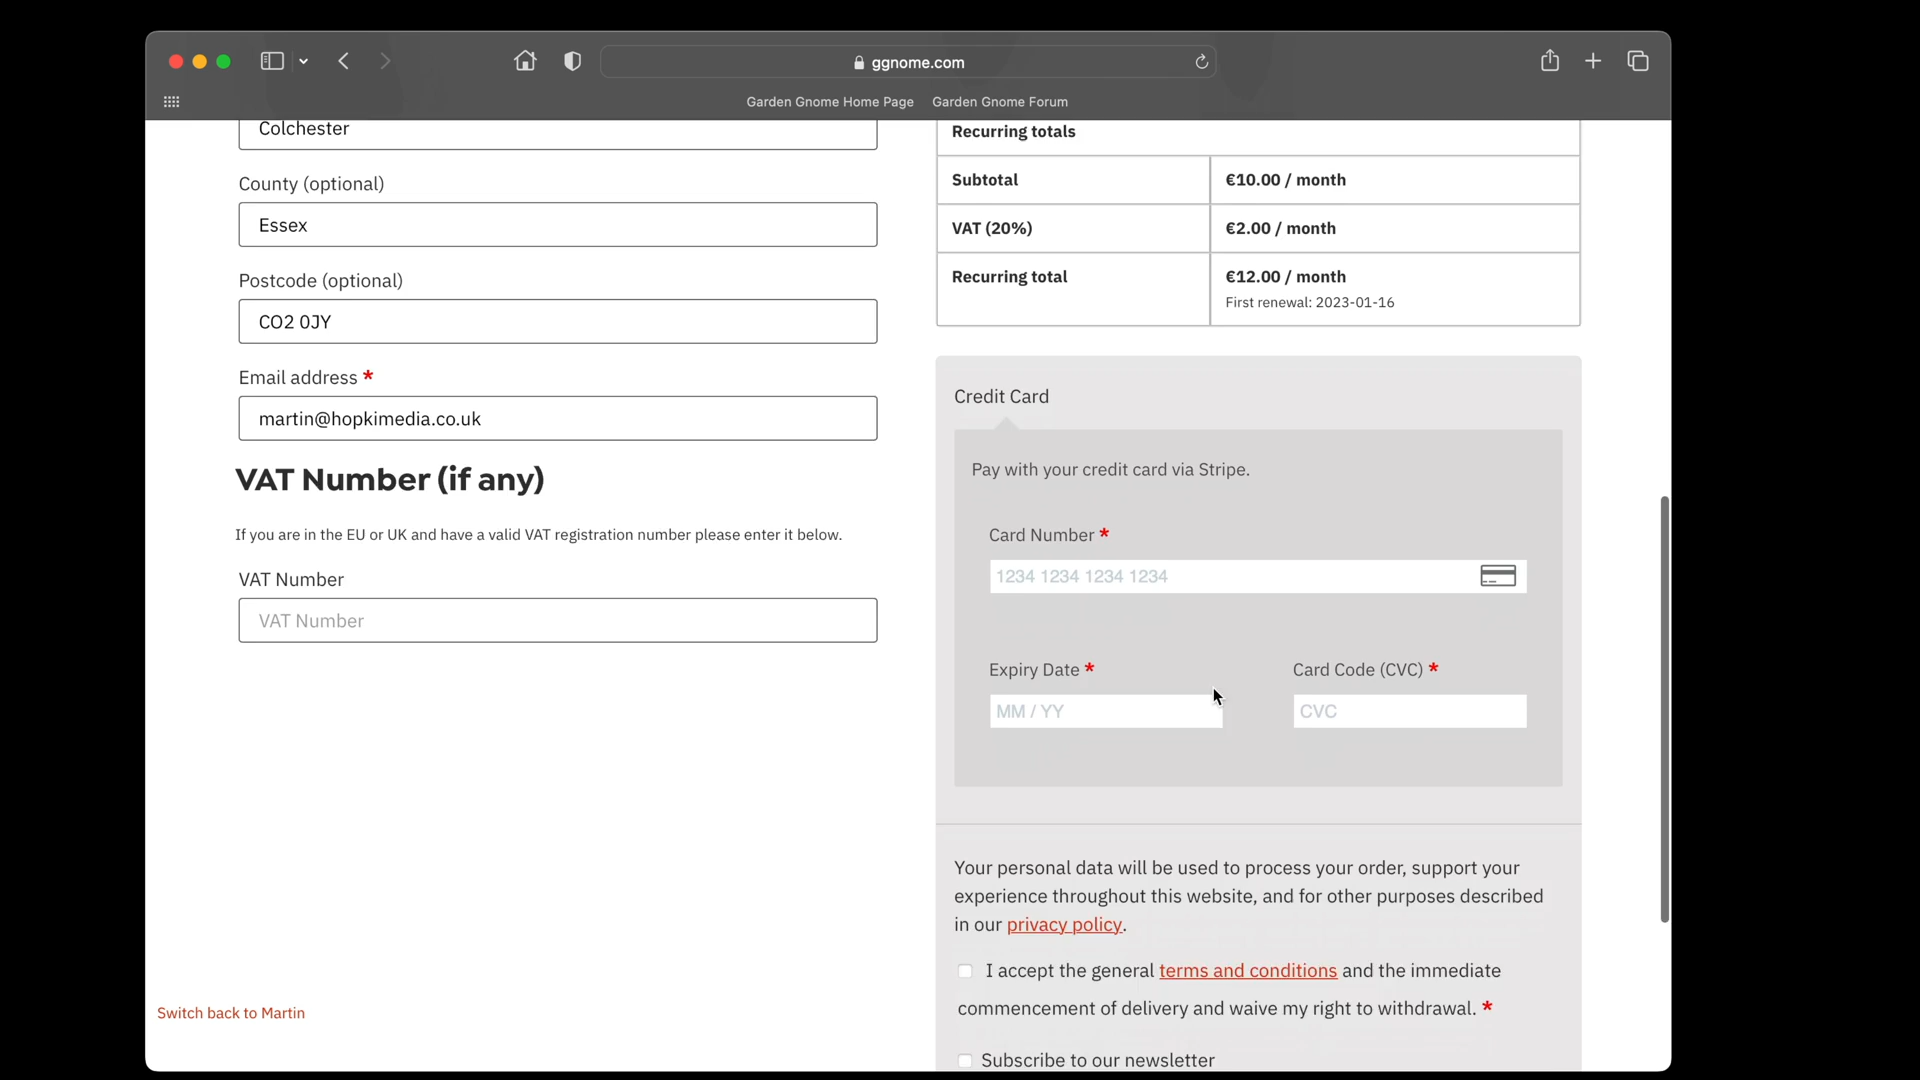 ggnome.com
Garden Gnome Home Page Garden Gnome Forum
Colchester
County (optional)
Essex
Postcode (optional)
CO2 0JY
Email address *
martin@hopkimedia.co.uk
VAT Number (if any)
If you are in the EU or UK and have a valid VAT registration number please enter it below.
VAT Number
VAT Number
Switch back to Martin
Recurring totals
Subtotal €10.00 / month
VAT (20%) €2.00 / month
Recurring total €12.00 / month
First renewal: 2023-01-16
Credit Card
Pay with your credit card via Stripe.
Card Number *
1234 1234 1234 1234
Expiry Date * Card Code (CVC) *
MM / YY CVC
Your personal data will be used to process your order, support your
experience throughout this website, and for other purposes described
in our privacy policy.
I accept the general terms and conditions and the immediate
commencement of delivery and waive my right to withdrawal. *
Subscribe to our newsletter